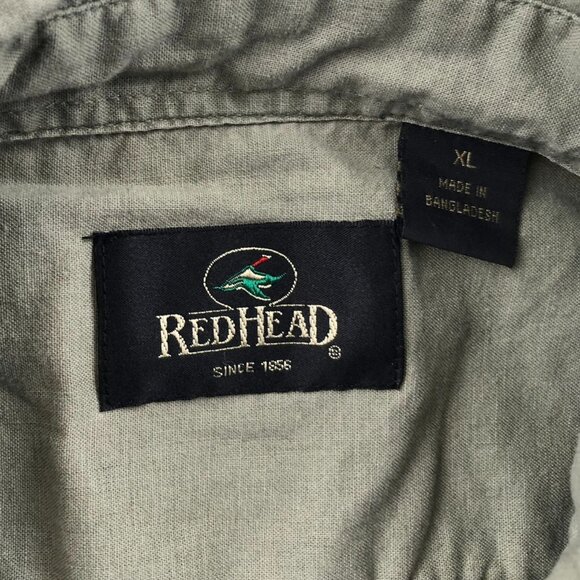 XL
MADE IN
BANGLADESH
REDHEAD®
SINCE 1856